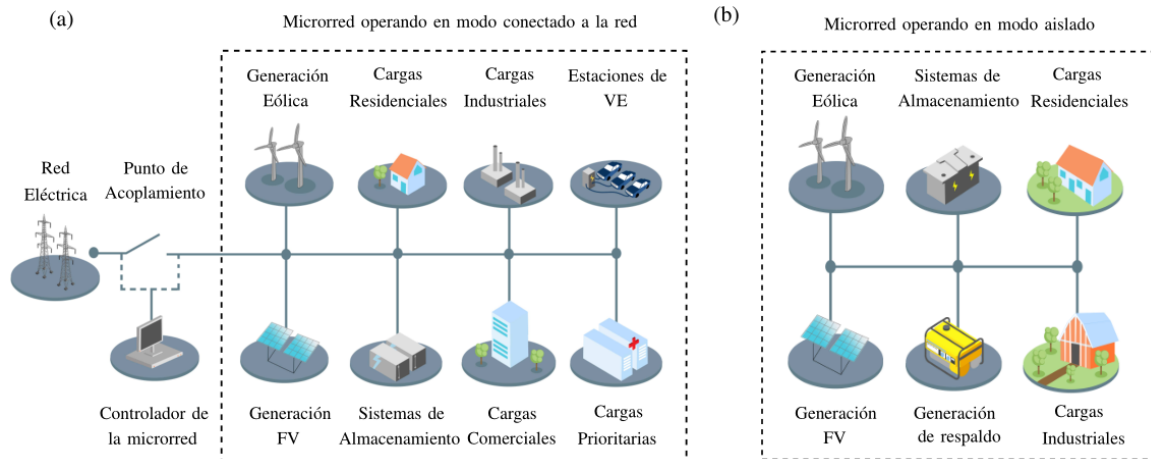 (a)
Microrred operando en modo conectado a la red
Generación
Eólica
Cargas
Residenciales
Cargas
Industriales
Estaciones de
VE
Red
Eléctrica
Punto de
Acoplamiento
Controlador de
la microrred
Generación
FV
Sistemas de
Almacenamiento
Cargas
Comerciales
Cargas
Prioritarias
(b)
Microrred operando en modo aislado
Generación
Eólica
Sistemas de
Almacenamiento
Cargas
Residenciales
Generación
FV
Generación
de respaldo
Cargas
Industriales